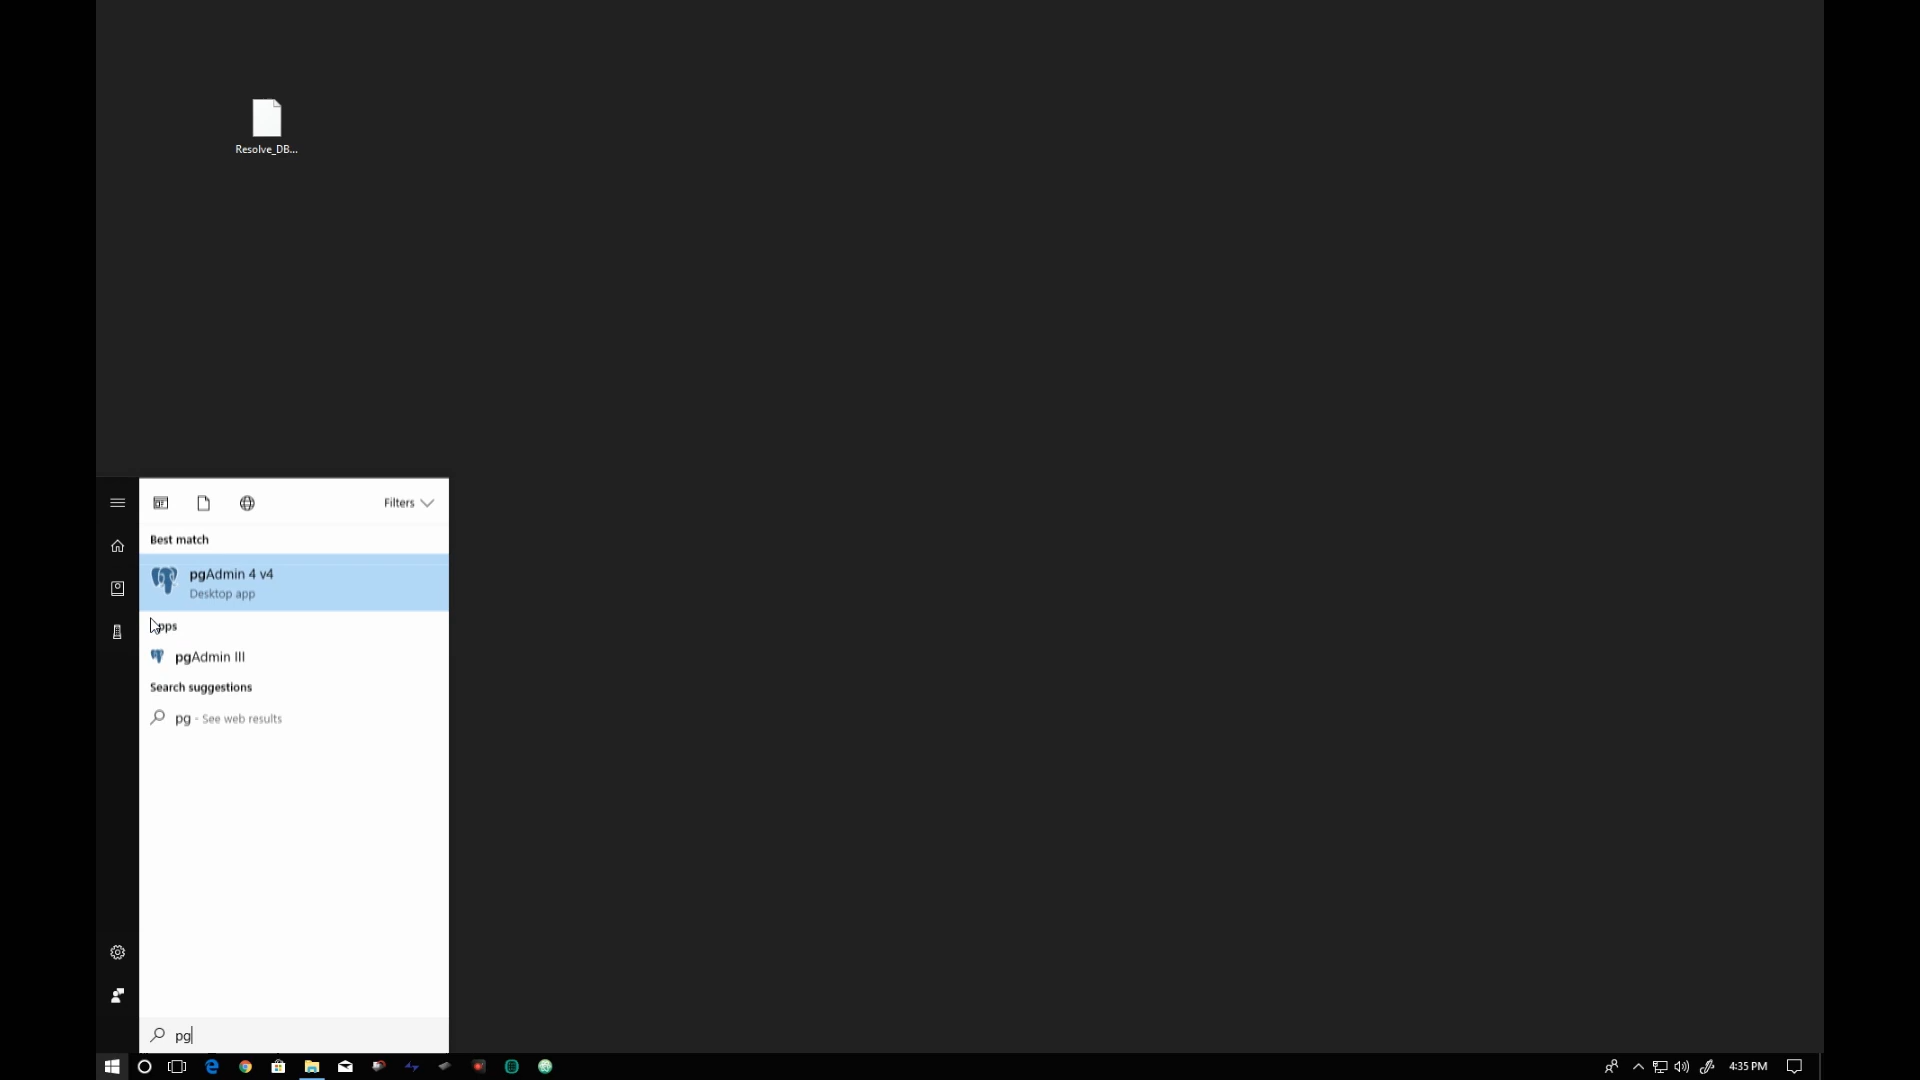 Resolve_DB...
Filters
Best match
pgAdmin 4 v4
Desktop app
pps
pgAdmin III
Search suggestions
pg - See web results
pg
4:35 PM